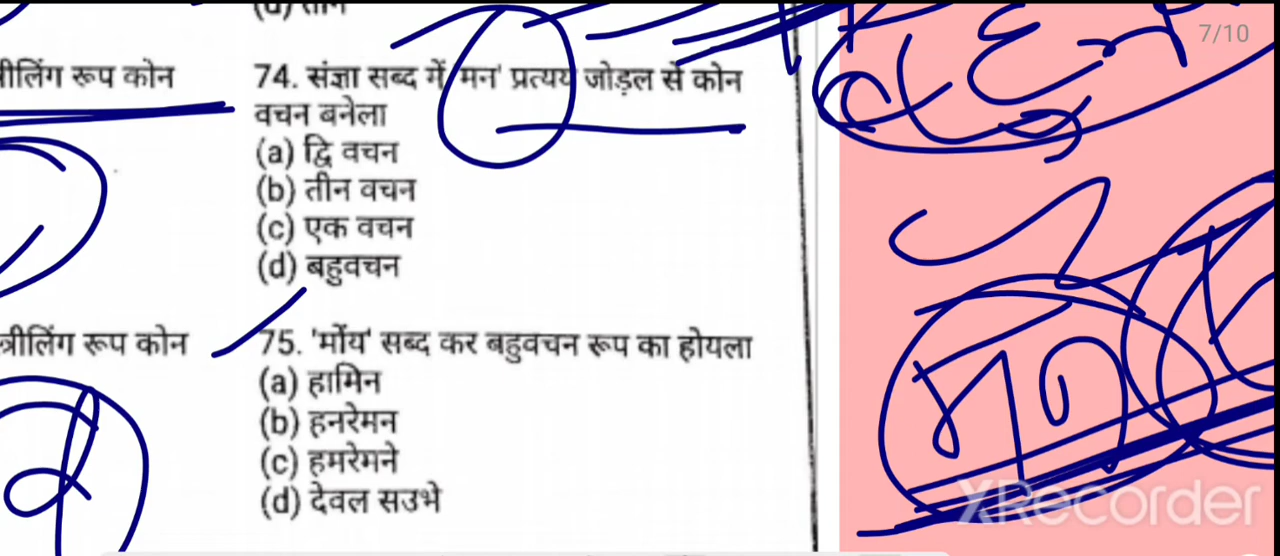 7/10
ीलिंग रूप कोन
74. संज्ञा सब्द में 'मन' प्रत्यय जोड़ल से कोन
वचन बनेला
(a) द्वि वचन
(b) तीन वचन
(c) एक वचन
(d) बहुवचन
त्रीलिंग रूप कोन
75. 'मोंय' सब्द कर बहुवचन रूप का होयला
(a) हामिन
(b) हनरेमन
(c) हमरेमने
(d) देवल सउभे
XRecorder